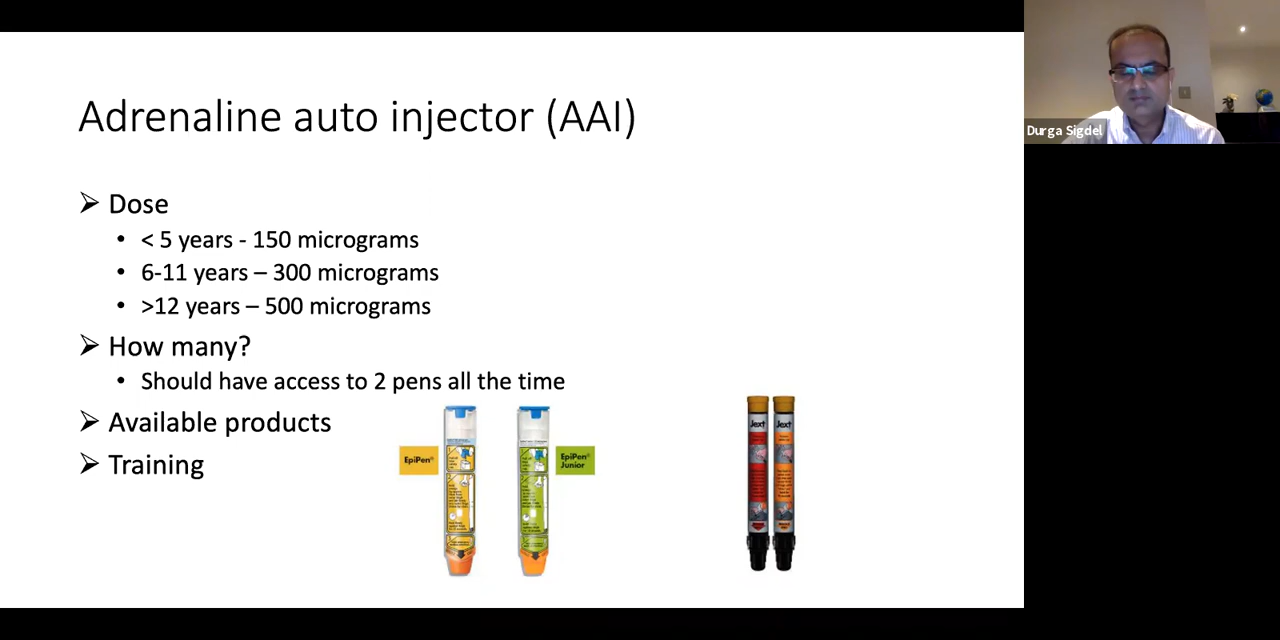 Adrenaline auto injector (AAI)
Durga Sigdel
➢ Dose
• < 5 years - 150 micrograms
• 6-11 years – 300 micrograms
• >12 years – 500 micrograms
➢ How many?
• Should have access to 2 pens all the time
➢ Available products
➢ Training
EpiPen®
EpiPen®
Junior
Jext
Jext